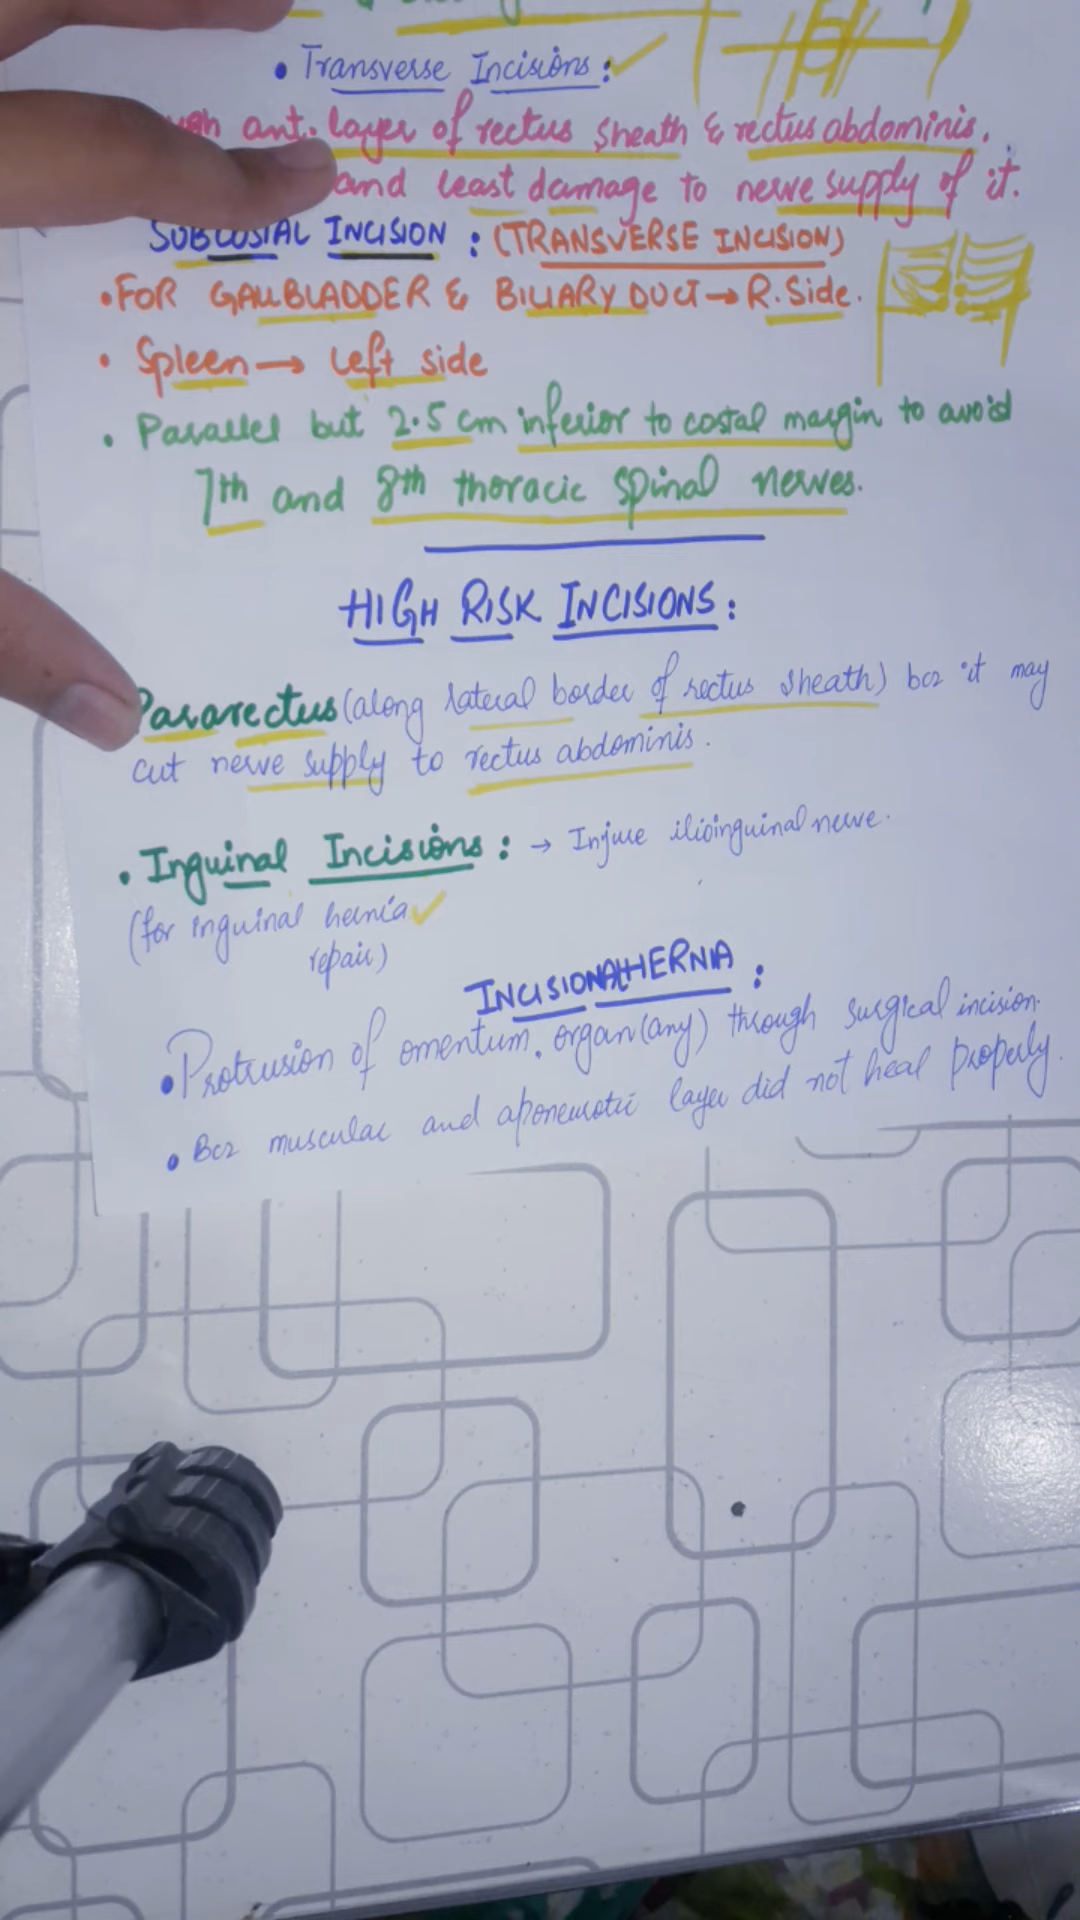 • Transverse Incisions:
ant. layer of rectus sheath & rectus abdominis.
and least damage to nerve supply of it.
SUBCOSTAL INCISION : (TRANSVERSE INCISION)
• FOR GALLBLADDER & BILIARY DUCT → R. Side.
• Spleen → left side
• Parallel but 2.5 cm inferior to costal margin to avoid
7th and 8th thoracic spinal nerves.
HIGH RISK INCISIONS:
Pararectus (along lateral border of rectus sheath) bcz it may
cut nerve supply to rectus abdominis.
• Inguinal Incisions: → Injure ilioinguinal nerve.
(for inguinal hernia
repair)
INCISIONAL HERNIA :
• Protrusion of omentum. organ (any) through surgical incision.
• Bcz muscular and aponeurotic layer did not heal properly.